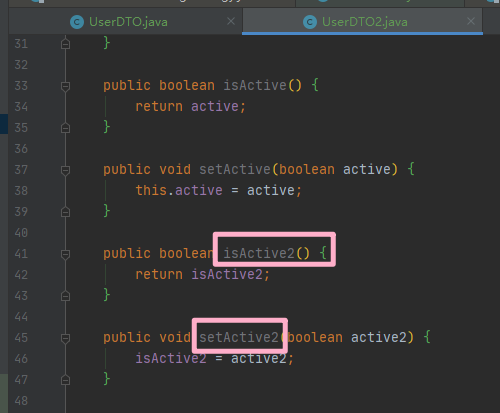 UserDTO.java
UserDTO2.java
31 }
32
33 public boolean isActive() {
34 return active;
35 }
36
37 public void setActive(boolean active) {
38 this.active = active;
39 }
40
41 public boolean isActive2() {
42 return isActive2;
43 }
44
45 public void setActive2(boolean active2) {
46 isActive2 = active2;
47 }
48